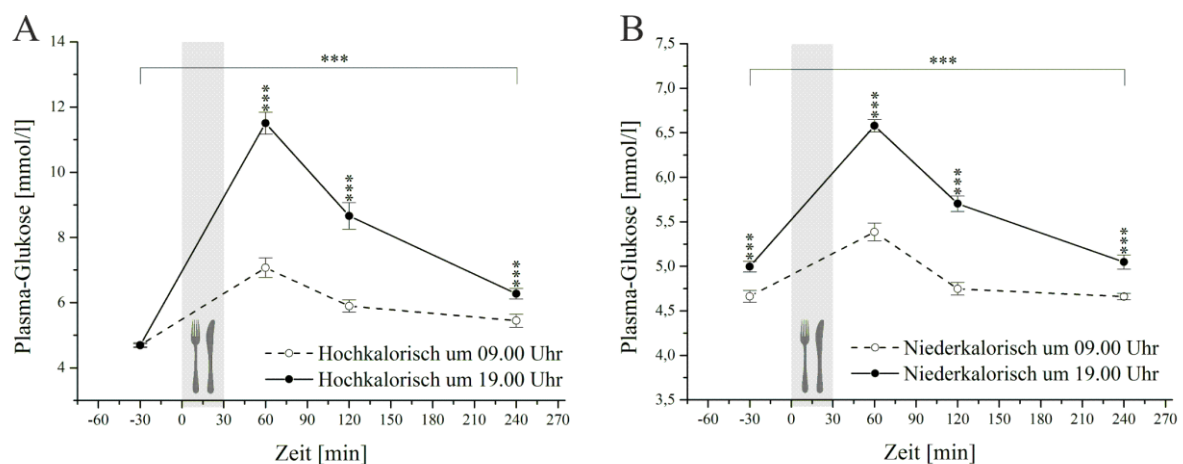 A
Plasma-Glukose [mmol/l]
14
12
10
8
6
4
***
***
***
***
Hochkalorisch um 09.00 Uhr
Hochkalorisch um 19.00 Uhr
-60 -30 0 30 60 90 120 150 180 210 240 270
Zeit [min]
B
Plasma-Glukose [mmol/l]
7,5
7,0
6,5
6,0
5,5
5,0
4,5
4,0
3,5
***
***
***
***
***
Niederkalorisch um 09.00 Uhr
Niederkalorisch um 19.00 Uhr
-60 -30 0 30 60 90 120 150 180 210 240 270
Zeit [min]